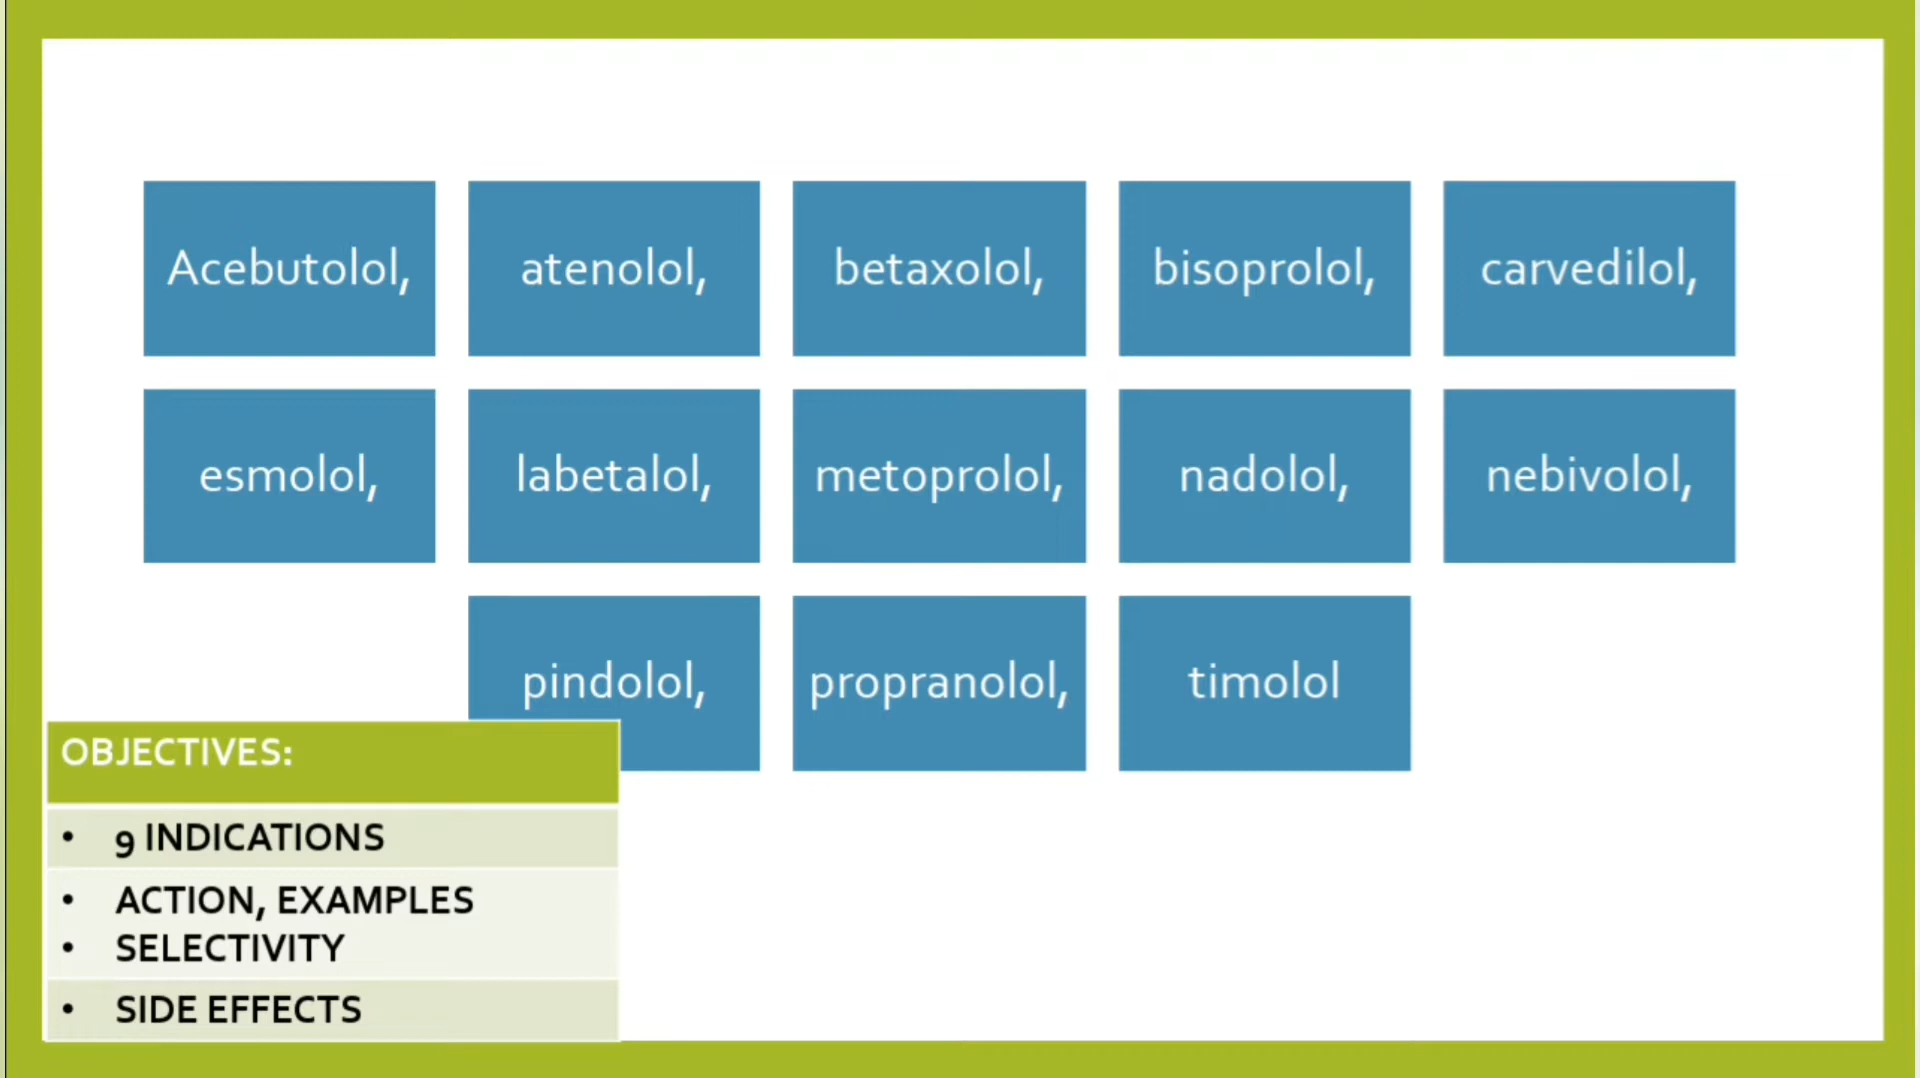 Acebutolol,
atenolol,
betaxolol,
bisoprolol,
carvedilol,
esmolol,
labetalol,
metoprolol,
nadolol,
nebivolol,
pindolol,
propranolol,
timolol
OBJECTIVES:
• 9 INDICATIONS
• ACTION, EXAMPLES
• SELECTIVITY
• SIDE EFFECTS